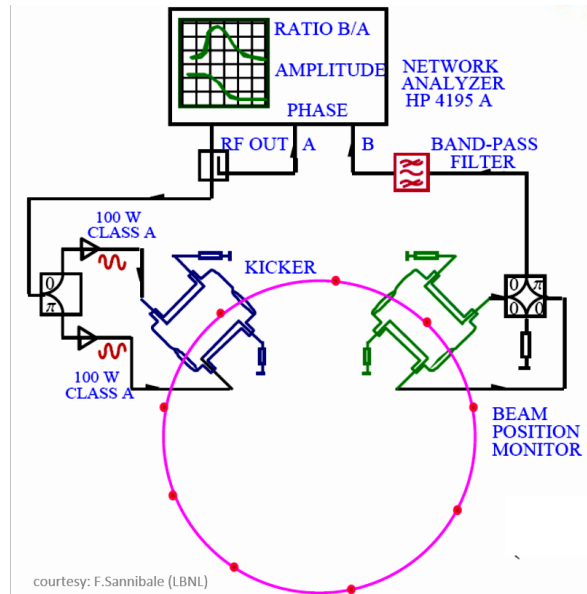 RATIO B/A
AMPLITUDE
PHASE
NETWORK
ANALYZER
HP 4195 A
RF OUT
A
B
BAND-PASS
FILTER
100 W
CLASS A
KICKER
0
π
0
π
0
0
100 W
CLASS A
BEAM
POSITION
MONITOR
courtesy: F.Sannibale (LBNL)